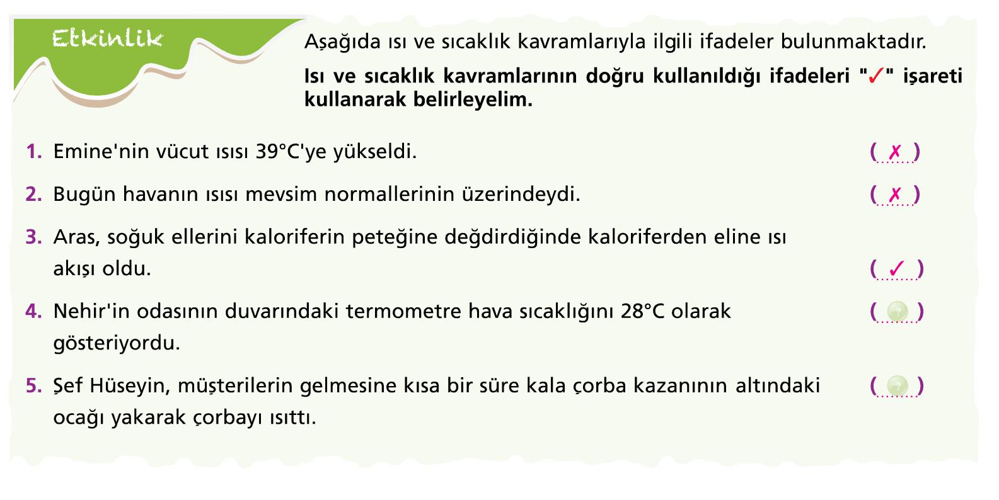 Etkinlik
Aşağıda ısı ve sıcaklık kavramlarıyla ilgili ifadeler bulunmaktadır.
Isı ve sıcaklık kavramlarının doğru kullanıldığı ifadeleri "✓" işareti
kullanarak belirleyelim.
1. Emine'nin vücut ısısı 39°C'ye yükseldi. (✗)
2. Bugün havanın ısısı mevsim normallerinin üzerindeydi. (✗)
3. Aras, soğuk ellerini kaloriferin peteğine değdirdiğinde kaloriferden eline ısı
akışı oldu. (✓)
4. Nehir'in odasının duvarındaki termometre hava sıcaklığını 28°C olarak (?)
gösteriyordu.
5. Şef Hüseyin, müşterilerin gelmesine kısa bir süre kala çorba kazanının altındaki (?)
ocağı yakarak çorbayı ısıttı.